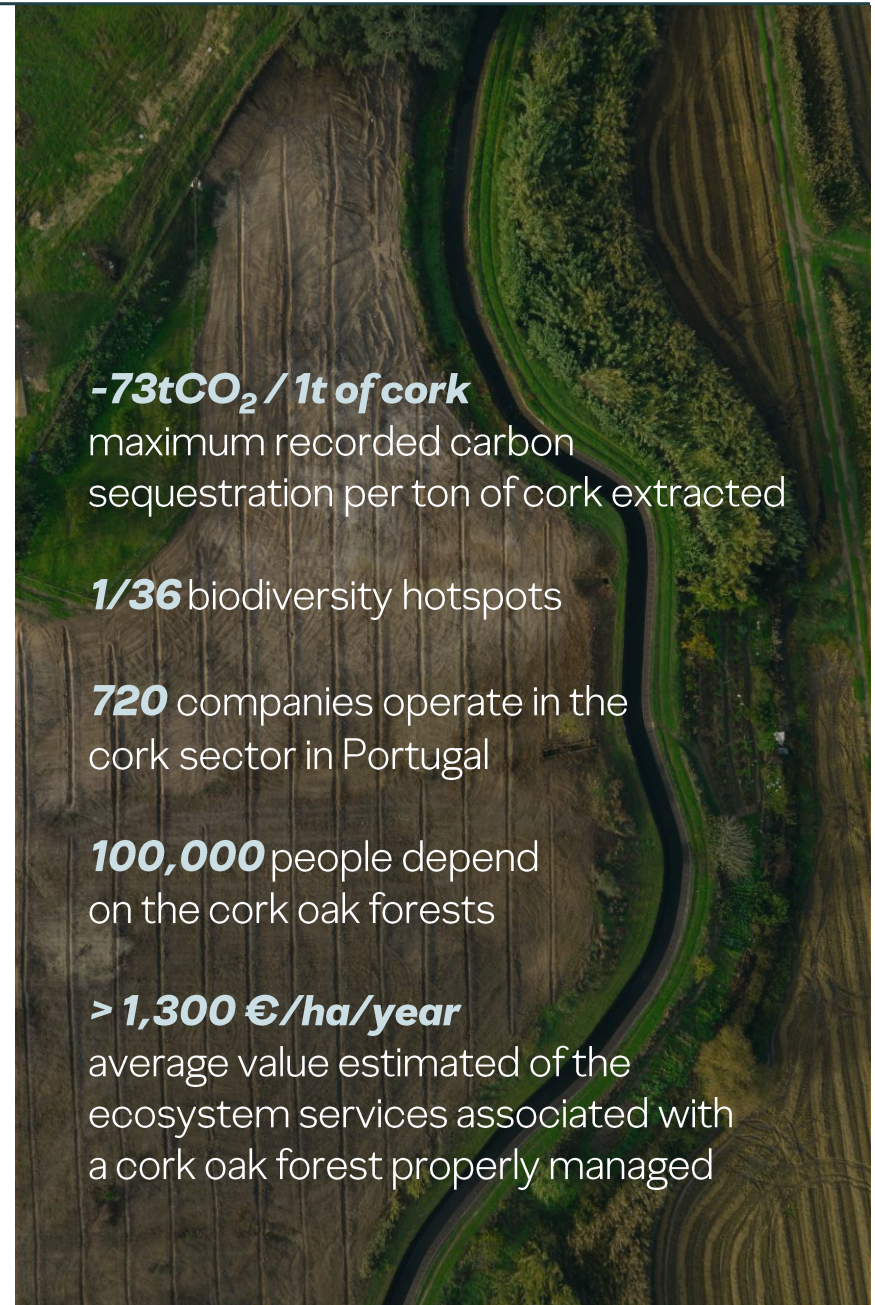 -73tCO₂ / 1t of cork
maximum recorded carbon
sequestration per ton of cork extracted
1/36 biodiversity hotspots
720 companies operate in the
cork sector in Portugal
100,000 people depend
on the cork oak forests
> 1,300 €/ha/year
average value estimated of the
ecosystem services associated with
a cork oak forest properly managed